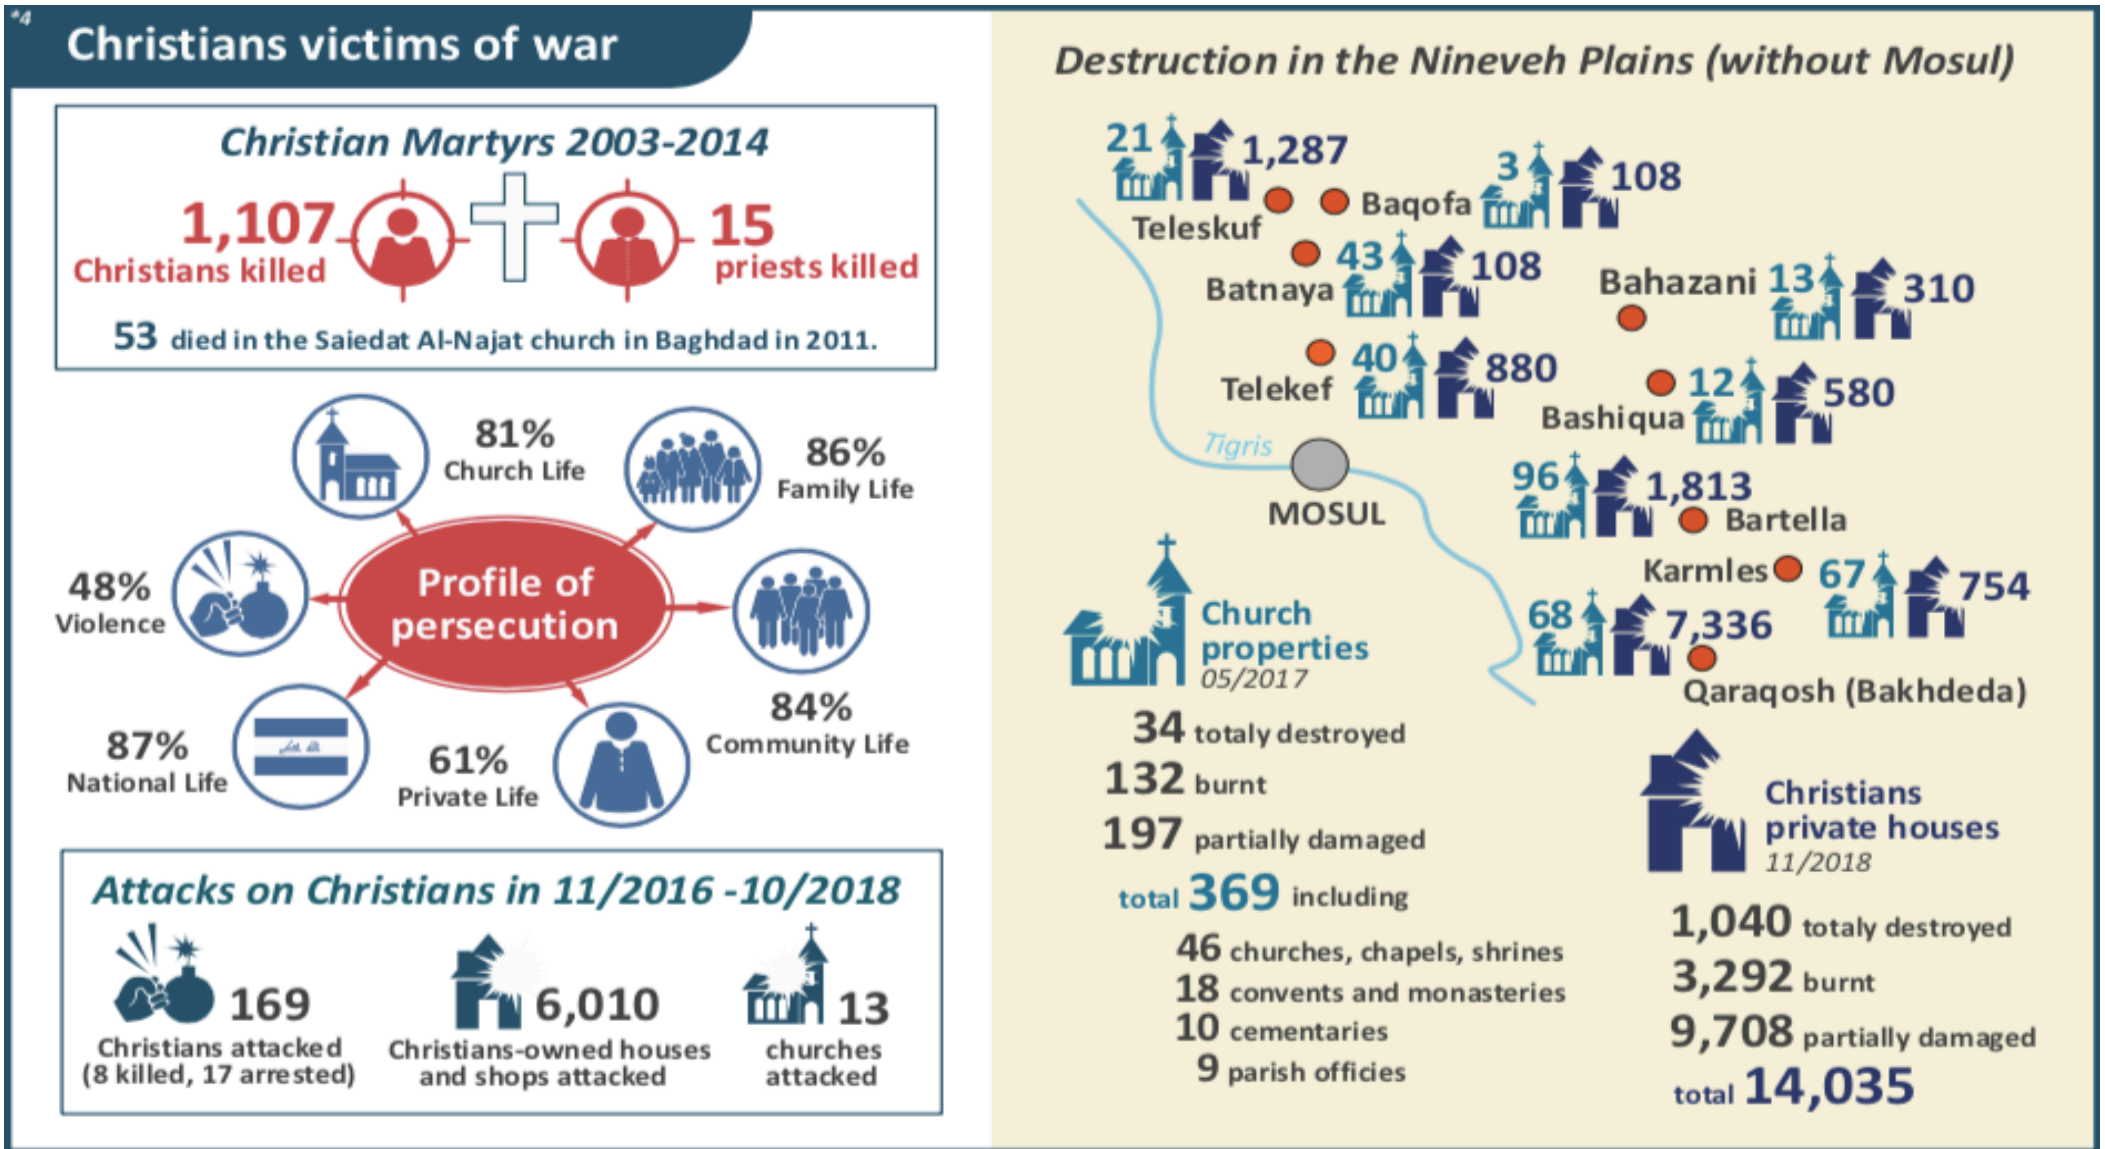 *4
Christians victims of war
Christian Martyrs 2003-2014
1,107
Christians killed
15
priests killed
53 died in the Saiedat Al-Najat church in Baghdad in 2011.
81%
Church Life
86%
Family Life
48%
Violence
Profile of
persecution
84%
Community Life
87%
National Life
61%
Private Life
Attacks on Christians in 11/2016 -10/2018
169
Christians attacked
(8 killed, 17 arrested)
6,010
Christians-owned houses
and shops attacked
13
churches
attacked
Destruction in the Nineveh Plains (without Mosul)
21 1,287
Teleskuf
Baqofa 3 108
Batnaya 43 108
Bahazani 13 310
Telekef 40 880
Bashiqua 12 580
Tigris
MOSUL
96 1,813
Bartella
Karmles 67 754
68 7,336
Qaraqosh (Bakhdeda)
Church
properties
05/2017
34 totaly destroyed
132 burnt
197 partially damaged
total 369 including
46 churches, chapels, shrines
18 convents and monasteries
10 cementaries
9 parish officies
Christians
private houses
11/2018
1,040 totaly destroyed
3,292 burnt
9,708 partially damaged
total 14,035